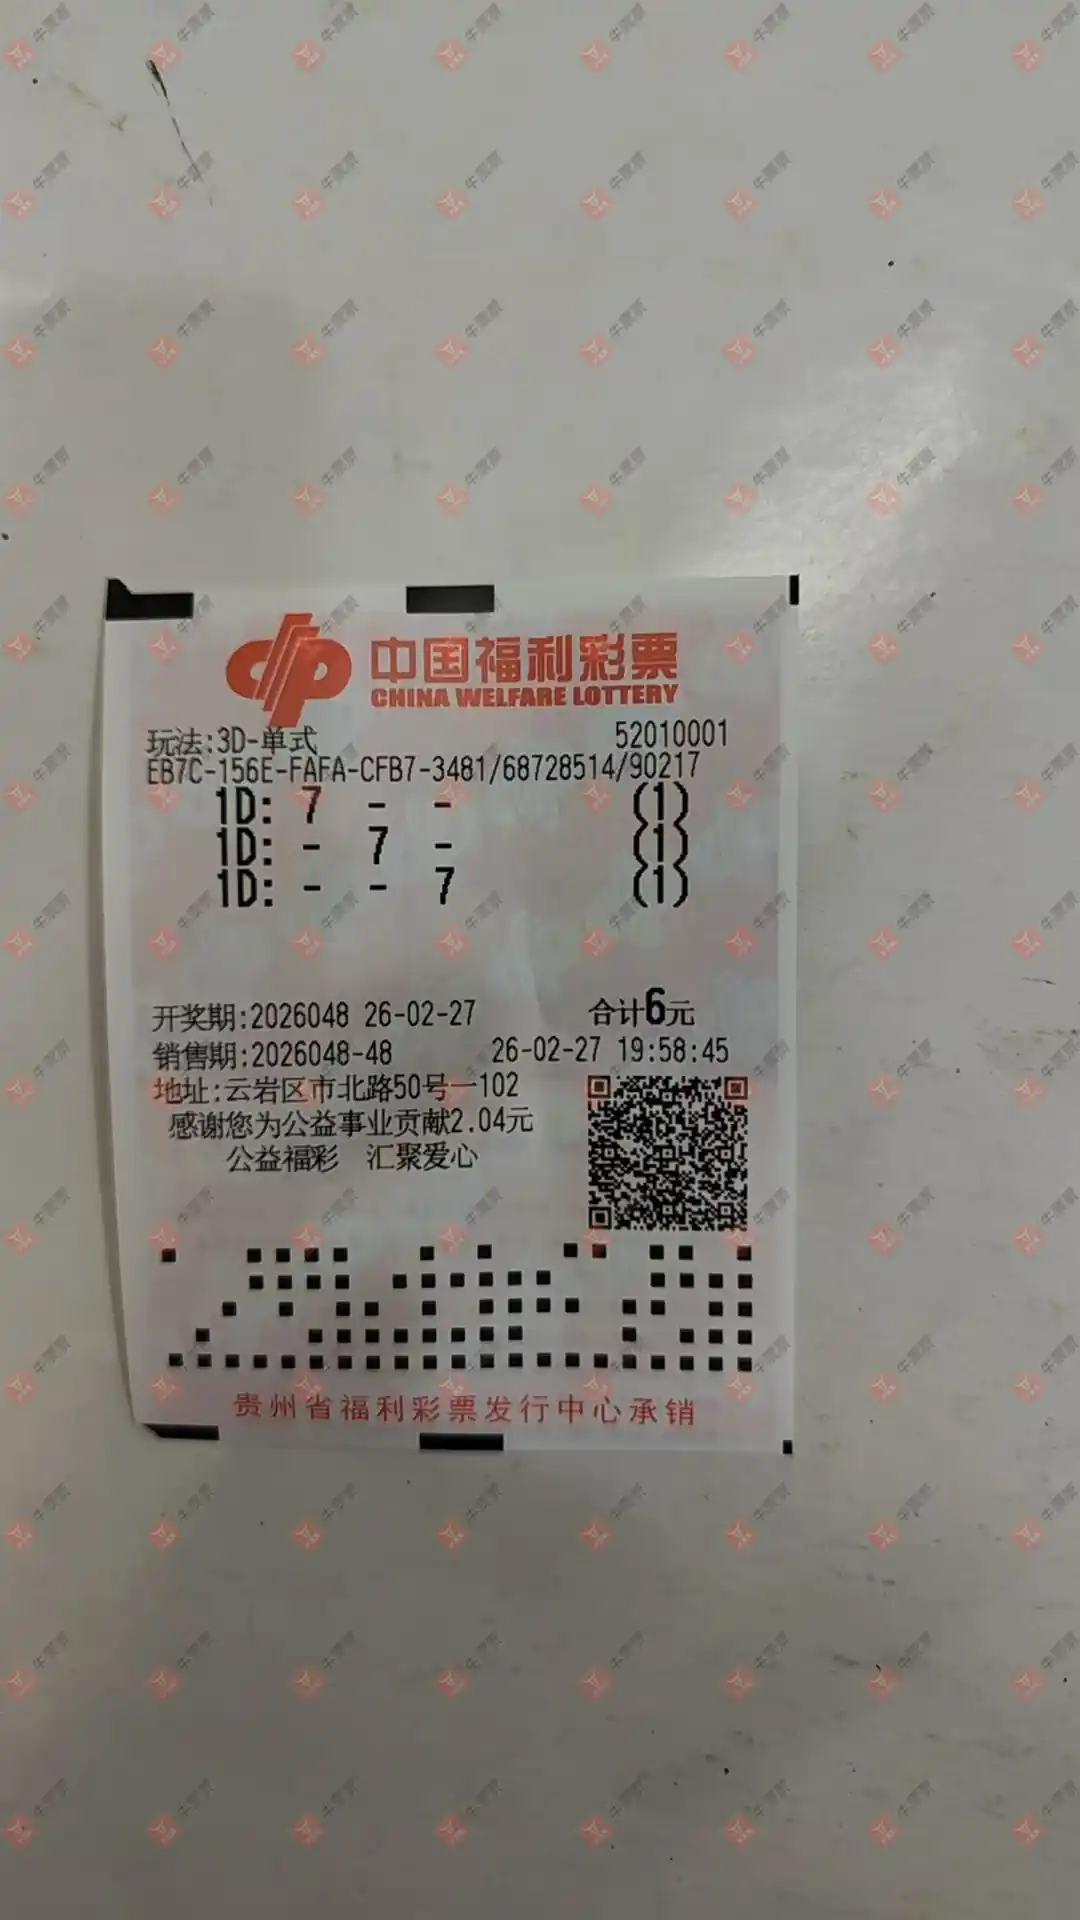 中国福利彩票
CHINA WELFARE LOTTERY
玩法:3D-单式 52010001
EB7C-156E-FAFA-CFB7-3481/68728514/90217
1D: 7 - - (1)
1D: - 7 - (1)
1D: - - 7 (1)
开奖期:2026048 26-02-27 合计6元
销售期:2026048-48 26-02-27 19:58:45
地址:云岩区市北路50号一102
感谢您为公益事业贡献2.04元
公益福彩 汇聚爱心
贵州省福利彩票发行中心承销